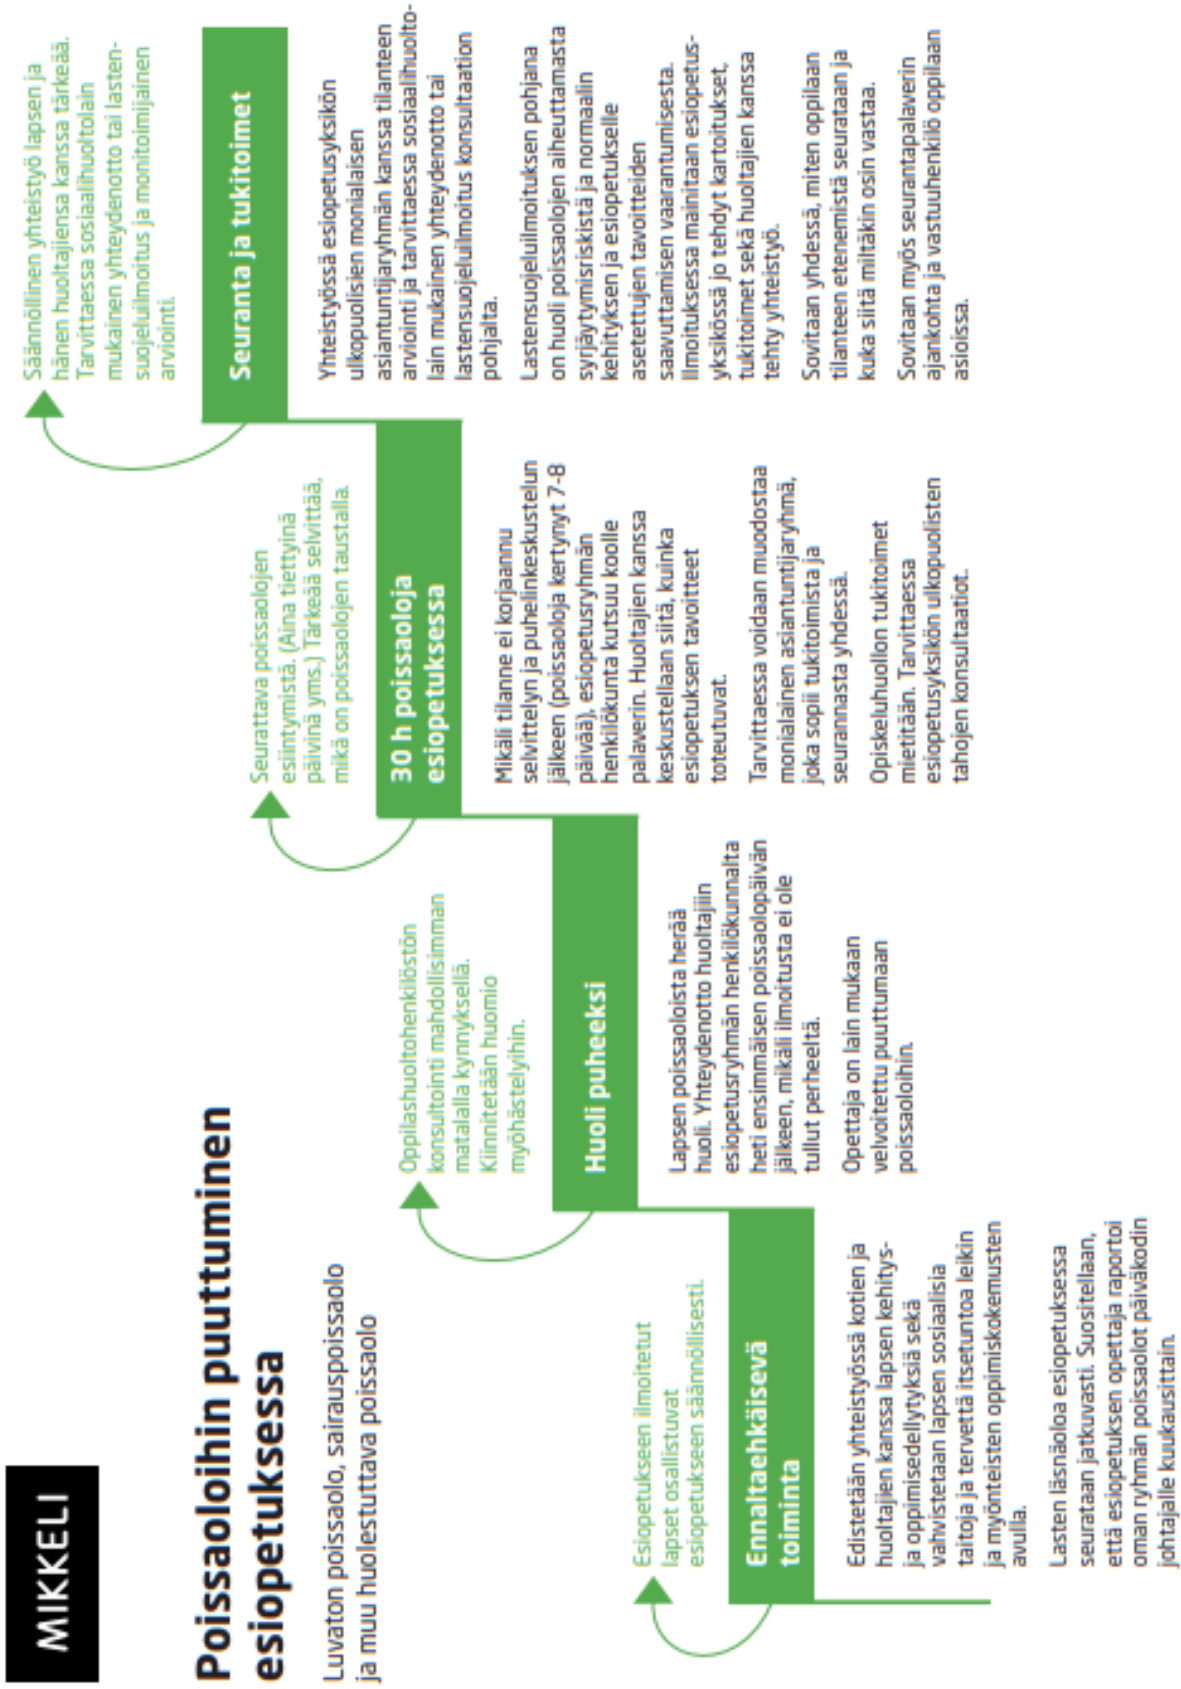 MIKKELI
Poissaoloihin puuttuminen
esiopetuksessa
Luvaton poissaolo, sairauspoissaolo
ja muu huolestuttava poissaolo
Esiopetukseen ilmoitetut
lapset osallistuvat
esiopetukseen säännöllisesti.
Ennaltaehkäisevä
toiminta
Edistetään yhteistyössä kotien ja
huoltajien kanssa lapsen kehitys-
ja oppimisedellytyksiä sekä
vahvistetaan lapsen sosiaalisia
taitoja ja tervettä itsetuntoa leikin
ja myönteisten oppimiskokemusten
avulla.
Lasten läsnäoloa esiopetuksessa
seurataan jatkuvasti. Suositellaan,
että esiopetuksen opettaja raportoi
oman ryhmän poissaolot päiväkodin
johtajalle kuukausittain.
Oppilashuoltohenkilöstön
konsultointi mahdollisimman
matalalla kynnyksellä.
Kiinnitetään huomio
myöhästelyihin.
Huoli puheeksi
Lapsen poissaoloista herää
huoli. Yhteydenotto huoltajiin
esiopetusryhmän henkilökunnalta
heti ensimmäisen poissaolopäivän
jälkeen, mikäli ilmoitusta ei ole
tullut perheeltä.
Opettaja on lain mukaan
velvoitettu puuttumaan
poissaoloihin.
Seurattava poissaolojen
esiintymistä. (Aina tiettyinä
päivinä yms.) Tärkeää selvittää,
mikä on poissaolojen taustalla.
30 h poissaoloja
esiopetuksessa
Mikäli tilanne ei korjaannu
selvittelyn ja puhelinkeskustelun
jälkeen (poissaoloja kertynyt 7-8
päivää), esiopetusryhmän
henkilökunta kutsuu koolle
palaverin. Huoltajien kanssa
keskustellaan siitä, kuinka
esiopetuksen tavoitteet
toteutuvat.
Tarvittaessa voidaan muodostaa
monialainen asiantuntijaryhmä,
joka sopii tukitoimista ja
seurannasta yhdessä.
Opiskeluhuollon tukitoimet
mietitään. Tarvittaessa
esiopetusyksikön ulkopuolisten
tahojen konsultaatiot.
Säännöllinen yhteistyö lapsen ja
hänen huoltajiensa kanssa tärkeää.
Tarvittaessa sosiaalihuoltolain
mukainen yhteydenotto tai lasten-
suojeluilmoitus ja monitoimijainen
arviointi.
Seuranta ja tukitoimet
Yhteistyössä esiopetusyksikön
ulkopuolisien monialaisen
asiantuntijaryhmän kanssa tilanteen
arviointi ja tarvittaessa sosiaalihuolto-
lain mukainen yhteydenotto tai
lastensuojeluilmoitus konsultaation
pohjalta.
Lastensuojeluilmoituksen pohjana
on huoli poissaolojen aiheuttamasta
syrjäytymisriskistä ja normaalin
kehityksen ja esiopetukselle
asetettujen tavoitteiden
saavuttamisen vaarantumisesta.
Ilmoituksessa mainitaan esiopetus-
yksikössä jo tehdyt kartoitukset,
tukitoimet sekä huoltajien kanssa
tehty yhteistyö.
Sovitaan yhdessä, miten oppilaan
tilanteen etenemistä seurataan ja
kuka siitä miltäkin osin vastaa.
Sovitaan myös seurantapalaverin
ajankohta ja vastuuhenkilö oppilaan
asioissa.